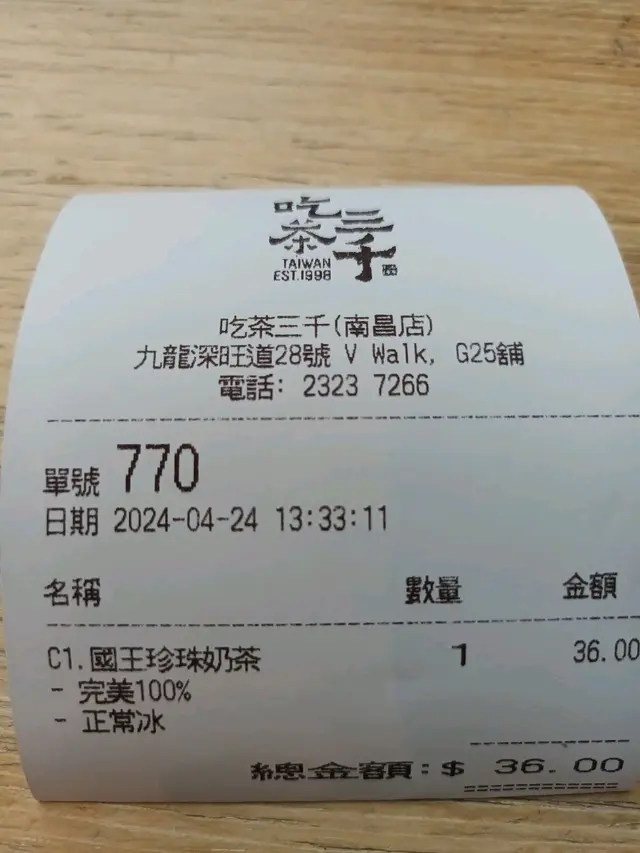 吃茶三千
TAIWAN
EST.1998
吃茶三千(南昌店)
九龍深旺道28號 V Walk, G25舖
電話: 2323 7266
單號 770
日期 2024-04-24 13:33:11
名稱 數量 金額
C1.國王珍珠奶茶 1 36.00
- 完美100%
- 正常冰
總金額:$ 36.00